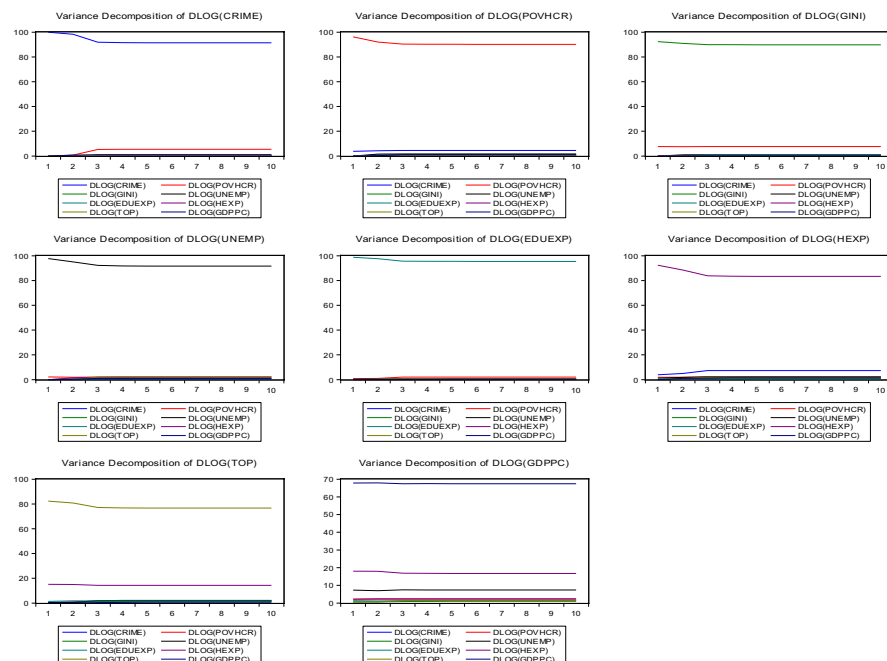 Variance Decomposition of DLOG(CRIME)
100
80
60
40
20
0
1 2 3 4 5 6 7 8 9 10
DLOG(CRIME) DLOG(POVHCR)
DLOG(GINI) DLOG(UNEMP)
DLOG(EDUEXP) DLOG(HEXP)
DLOG(TOP) DLOG(GDPPC)
Variance Decomposition of DLOG(POVHCR)
100
80
60
40
20
0
1 2 3 4 5 6 7 8 9 10
DLOG(CRIME) DLOG(POVHCR)
DLOG(GINI) DLOG(UNEMP)
DLOG(EDUEXP) DLOG(HEXP)
DLOG(TOP) DLOG(GDPPC)
Variance Decomposition of DLOG(GINI)
100
80
60
40
20
0
1 2 3 4 5 6 7 8 9 10
DLOG(CRIME) DLOG(POVHCR)
DLOG(GINI) DLOG(UNEMP)
DLOG(EDUEXP) DLOG(HEXP)
DLOG(TOP) DLOG(GDPPC)
Variance Decomposition of DLOG(UNEMP)
100
80
60
40
20
0
1 2 3 4 5 6 7 8 9 10
DLOG(CRIME) DLOG(POVHCR)
DLOG(GINI) DLOG(UNEMP)
DLOG(EDUEXP) DLOG(HEXP)
DLOG(TOP) DLOG(GDPPC)
Variance Decomposition of DLOG(EDUEXP)
100
80
60
40
20
0
1 2 3 4 5 6 7 8 9 10
DLOG(CRIME) DLOG(POVHCR)
DLOG(GINI) DLOG(UNEMP)
DLOG(EDUEXP) DLOG(HEXP)
DLOG(TOP) DLOG(GDPPC)
Variance Decomposition of DLOG(HEXP)
100
80
60
40
20
0
1 2 3 4 5 6 7 8 9 10
DLOG(CRIME) DLOG(POVHCR)
DLOG(GINI) DLOG(UNEMP)
DLOG(EDUEXP) DLOG(HEXP)
DLOG(TOP) DLOG(GDPPC)
Variance Decomposition of DLOG(TOP)
100
80
60
40
20
0
1 2 3 4 5 6 7 8 9 10
DLOG(CRIME) DLOG(POVHCR)
DLOG(GINI) DLOG(UNEMP)
DLOG(EDUEXP) DLOG(HEXP)
DLOG(TOP) DLOG(GDPPC)
Variance Decomposition of DLOG(GDPPC)
70
60
50
40
30
20
10
0
1 2 3 4 5 6 7 8 9 10
DLOG(CRIME) DLOG(POVHCR)
DLOG(GINI) DLOG(UNEMP)
DLOG(EDUEXP) DLOG(HEXP)
DLOG(TOP) DLOG(GDPPC)